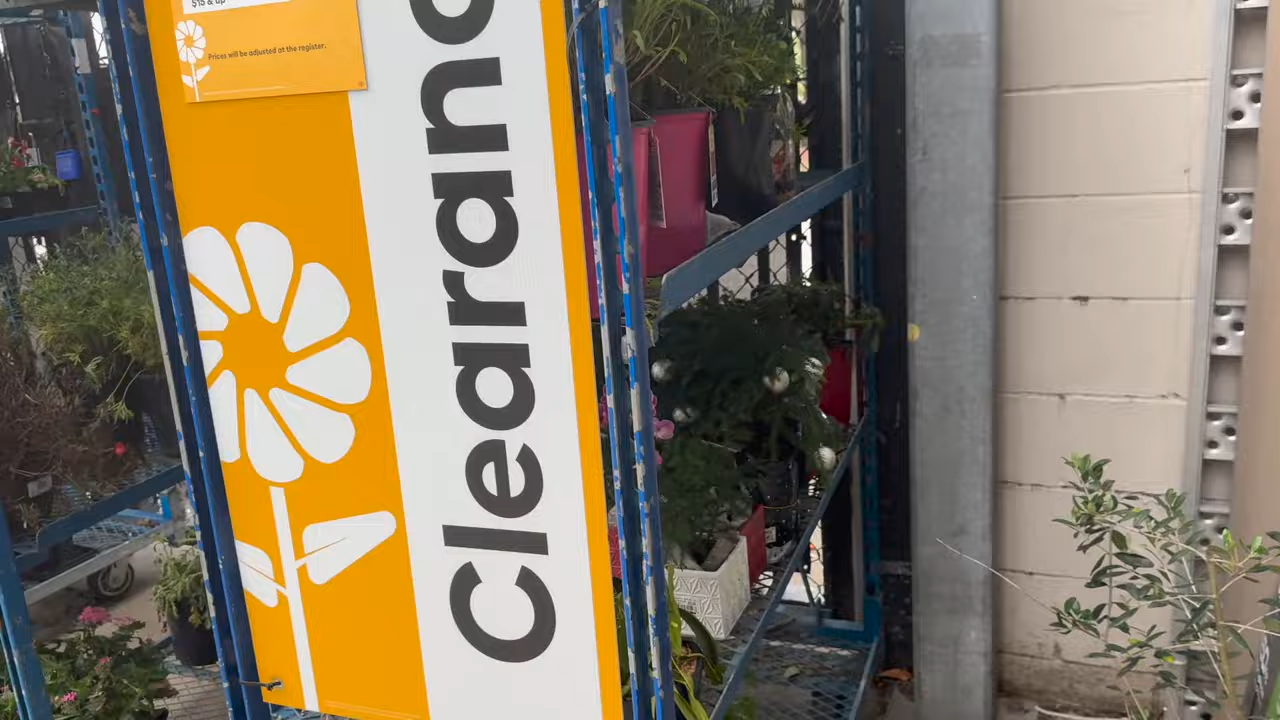 $15 & up
Prices will be adjusted at the register.
Clearanc